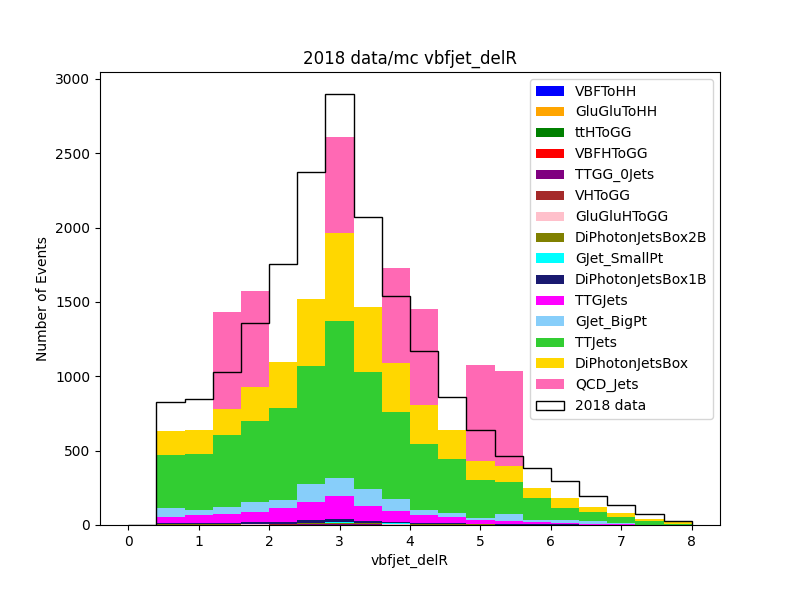 2018 data/mc vbfjet_delR
3000
2500
2000
1500
1000
500
0
Number of Events
VBFToHH
GluGluToHH
ttHToGG
VBFHToGG
TTGG_0Jets
VHToGG
GluGluHToGG
DiPhotonJetsBox2B
GJet_SmallPt
DiPhotonJetsBox1B
TTGJets
GJet_BigPt
TTJets
DiPhotonJetsBox
QCD_Jets
2018 data
0 1 2 3 4 5 6 7 8
vbfjet_delR